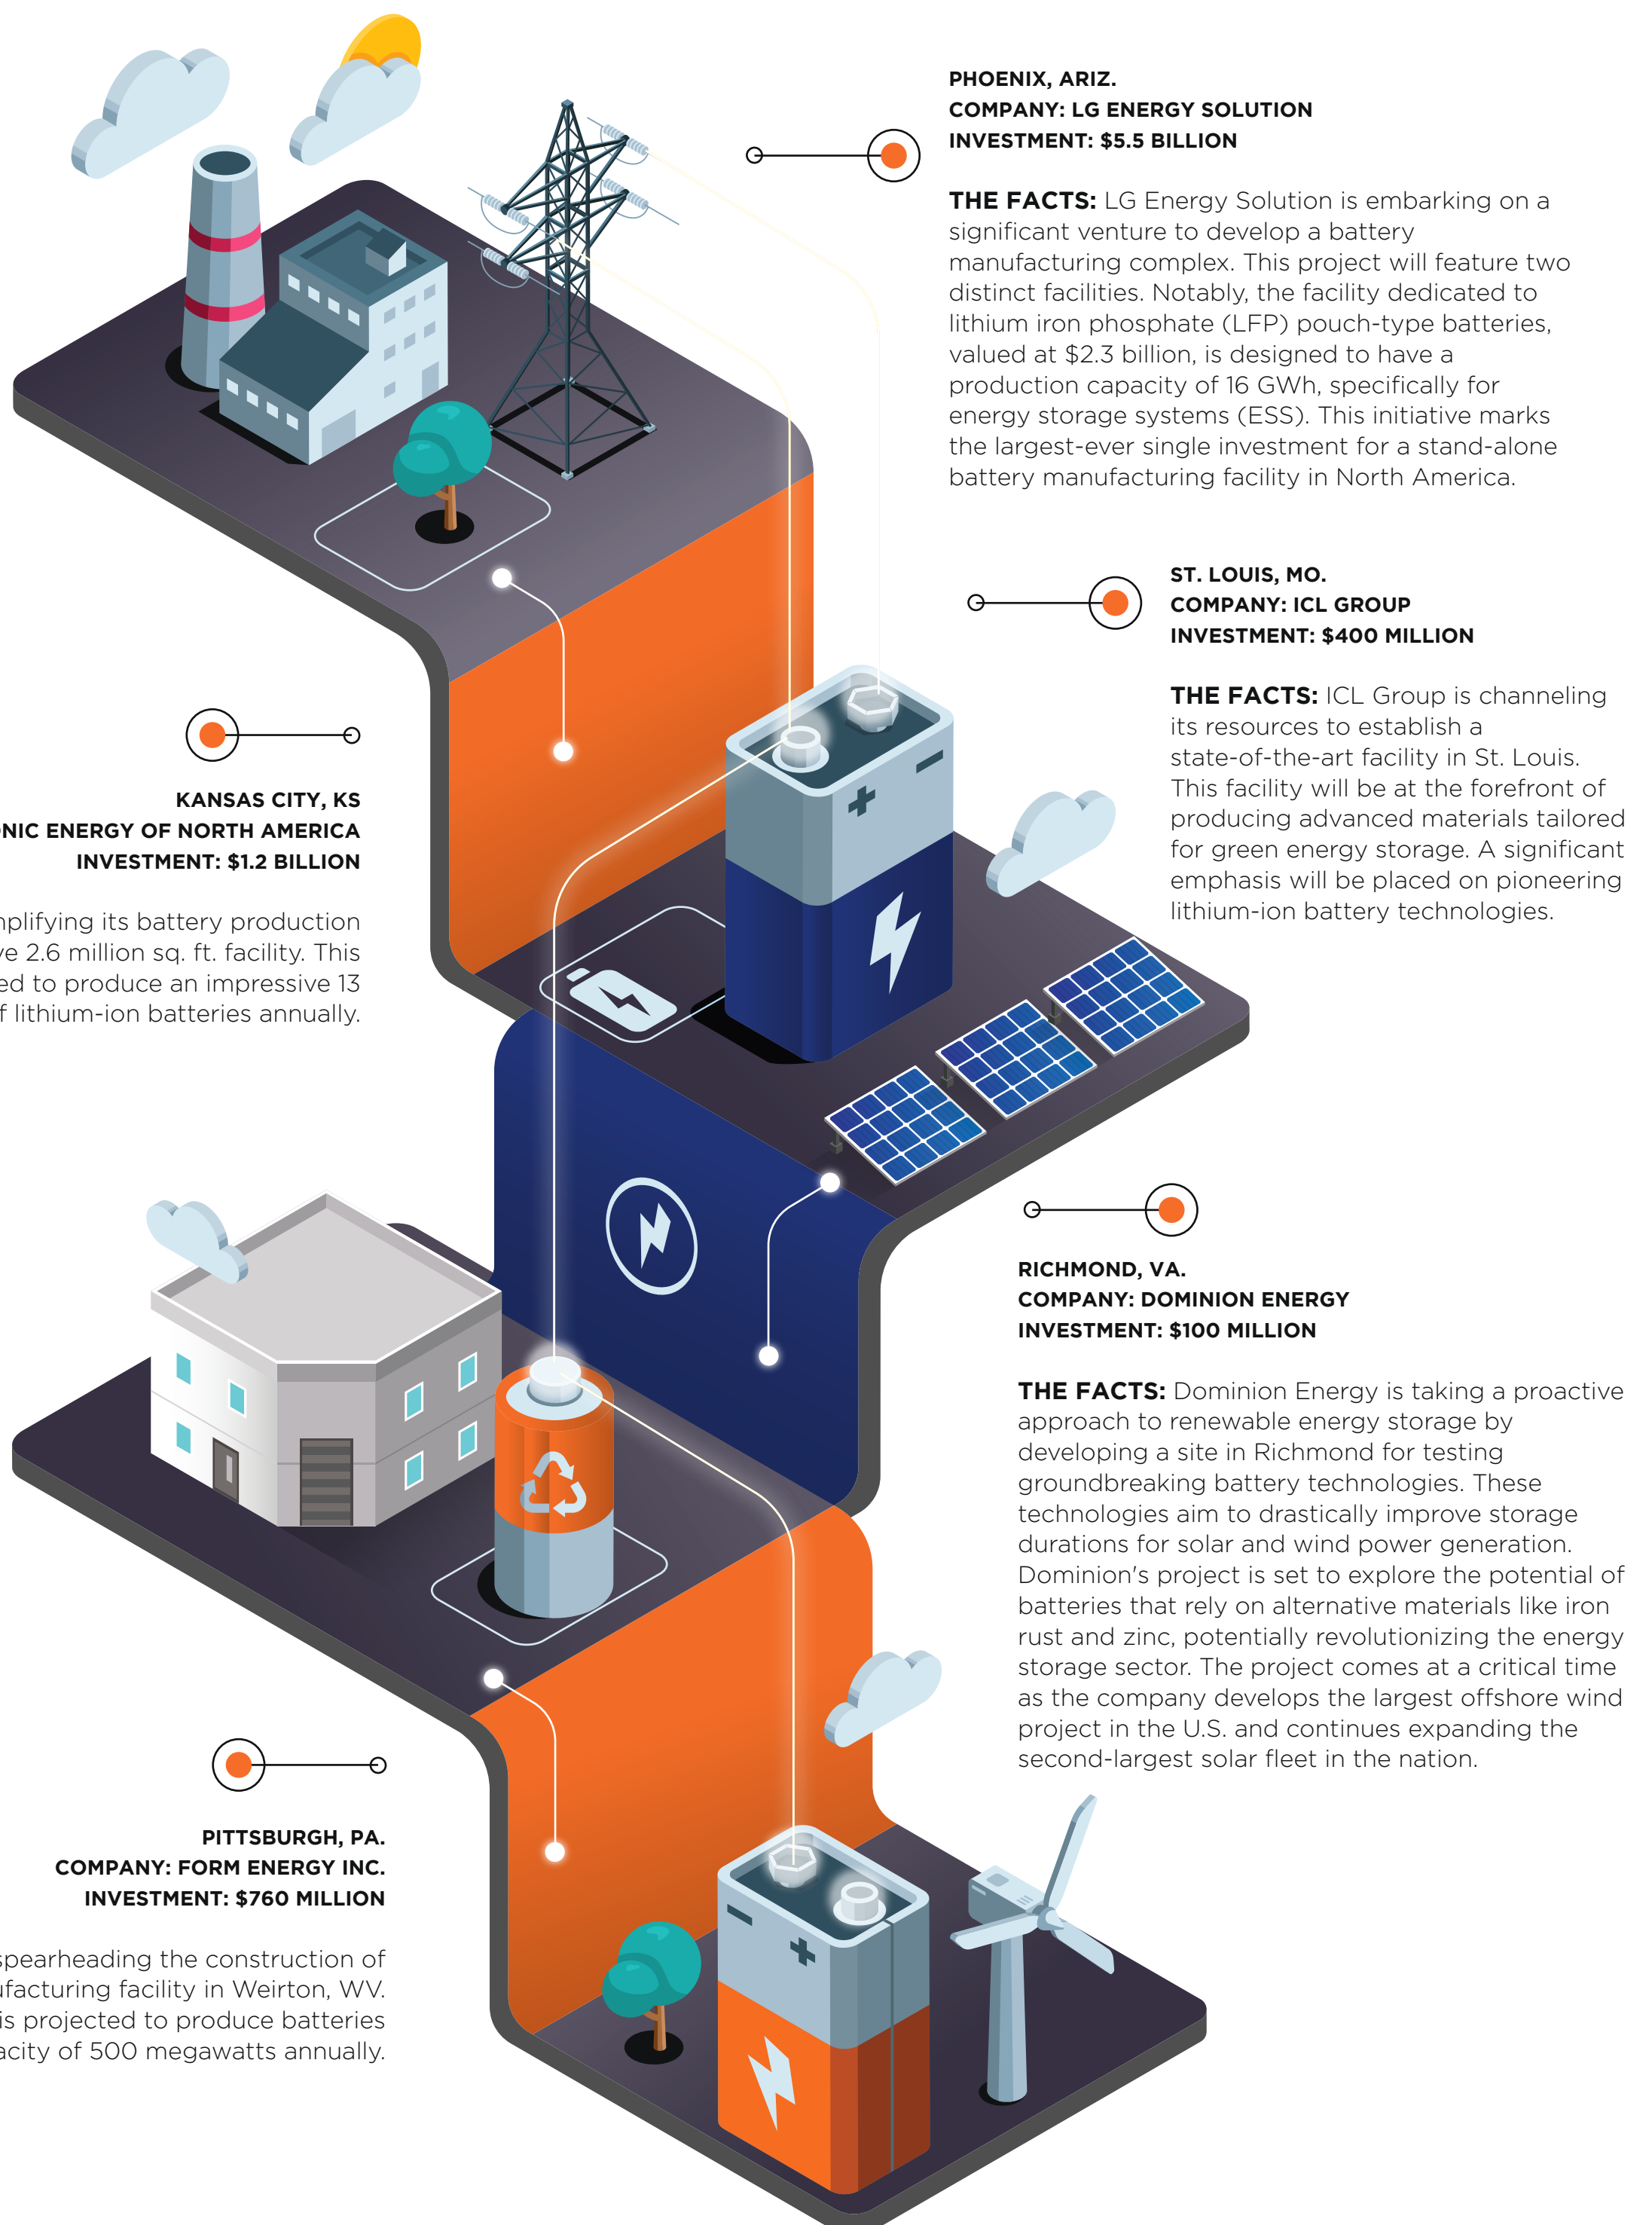 PHOENIX, ARIZ.
COMPANY: LG ENERGY SOLUTION
INVESTMENT: $5.5 BILLION
THE FACTS: LG Energy Solution is embarking on a
significant venture to develop a battery
manufacturing complex. This project will feature two
distinct facilities. Notably, the facility dedicated to
lithium iron phosphate (LFP) pouch-type batteries,
valued at $2.3 billion, is designed to have a
production capacity of 16 GWh, specifically for
energy storage systems (ESS). This initiative marks
the largest-ever single investment for a stand-alone
battery manufacturing facility in North America.
ST. LOUIS, MO.
COMPANY: ICL GROUP
INVESTMENT: $400 MILLION
THE FACTS: ICL Group is channeling
its resources to establish a
state-of-the-art facility in St. Louis.
This facility will be at the forefront of
producing advanced materials tailored
for green energy storage. A significant
emphasis will be placed on pioneering
lithium-ion battery technologies.
KANSAS CITY, KS
ENERGY OF NORTH AMERICA
INVESTMENT: $1.2 BILLION
its battery production
2.6 million sq. ft. facility. This
to produce an impressive 13
lithium-ion batteries annually.
RICHMOND, VA.
COMPANY: DOMINION ENERGY
INVESTMENT: $100 MILLION
THE FACTS: Dominion Energy is taking a proactive
approach to renewable energy storage by
developing a site in Richmond for testing
groundbreaking battery technologies. These
technologies aim to drastically improve storage
durations for solar and wind power generation.
Dominion's project is set to explore the potential of
batteries that rely on alternative materials like iron
rust and zinc, potentially revolutionizing the energy
storage sector. The project comes at a critical time
as the company develops the largest offshore wind
project in the U.S. and continues expanding the
second-largest solar fleet in the nation.
PITTSBURGH, PA.
COMPANY: FORM ENERGY INC.
INVESTMENT: $760 MILLION
spearheading the construction of
facility in Weirton, WV.
is projected to produce batteries
of 500 megawatts annually.